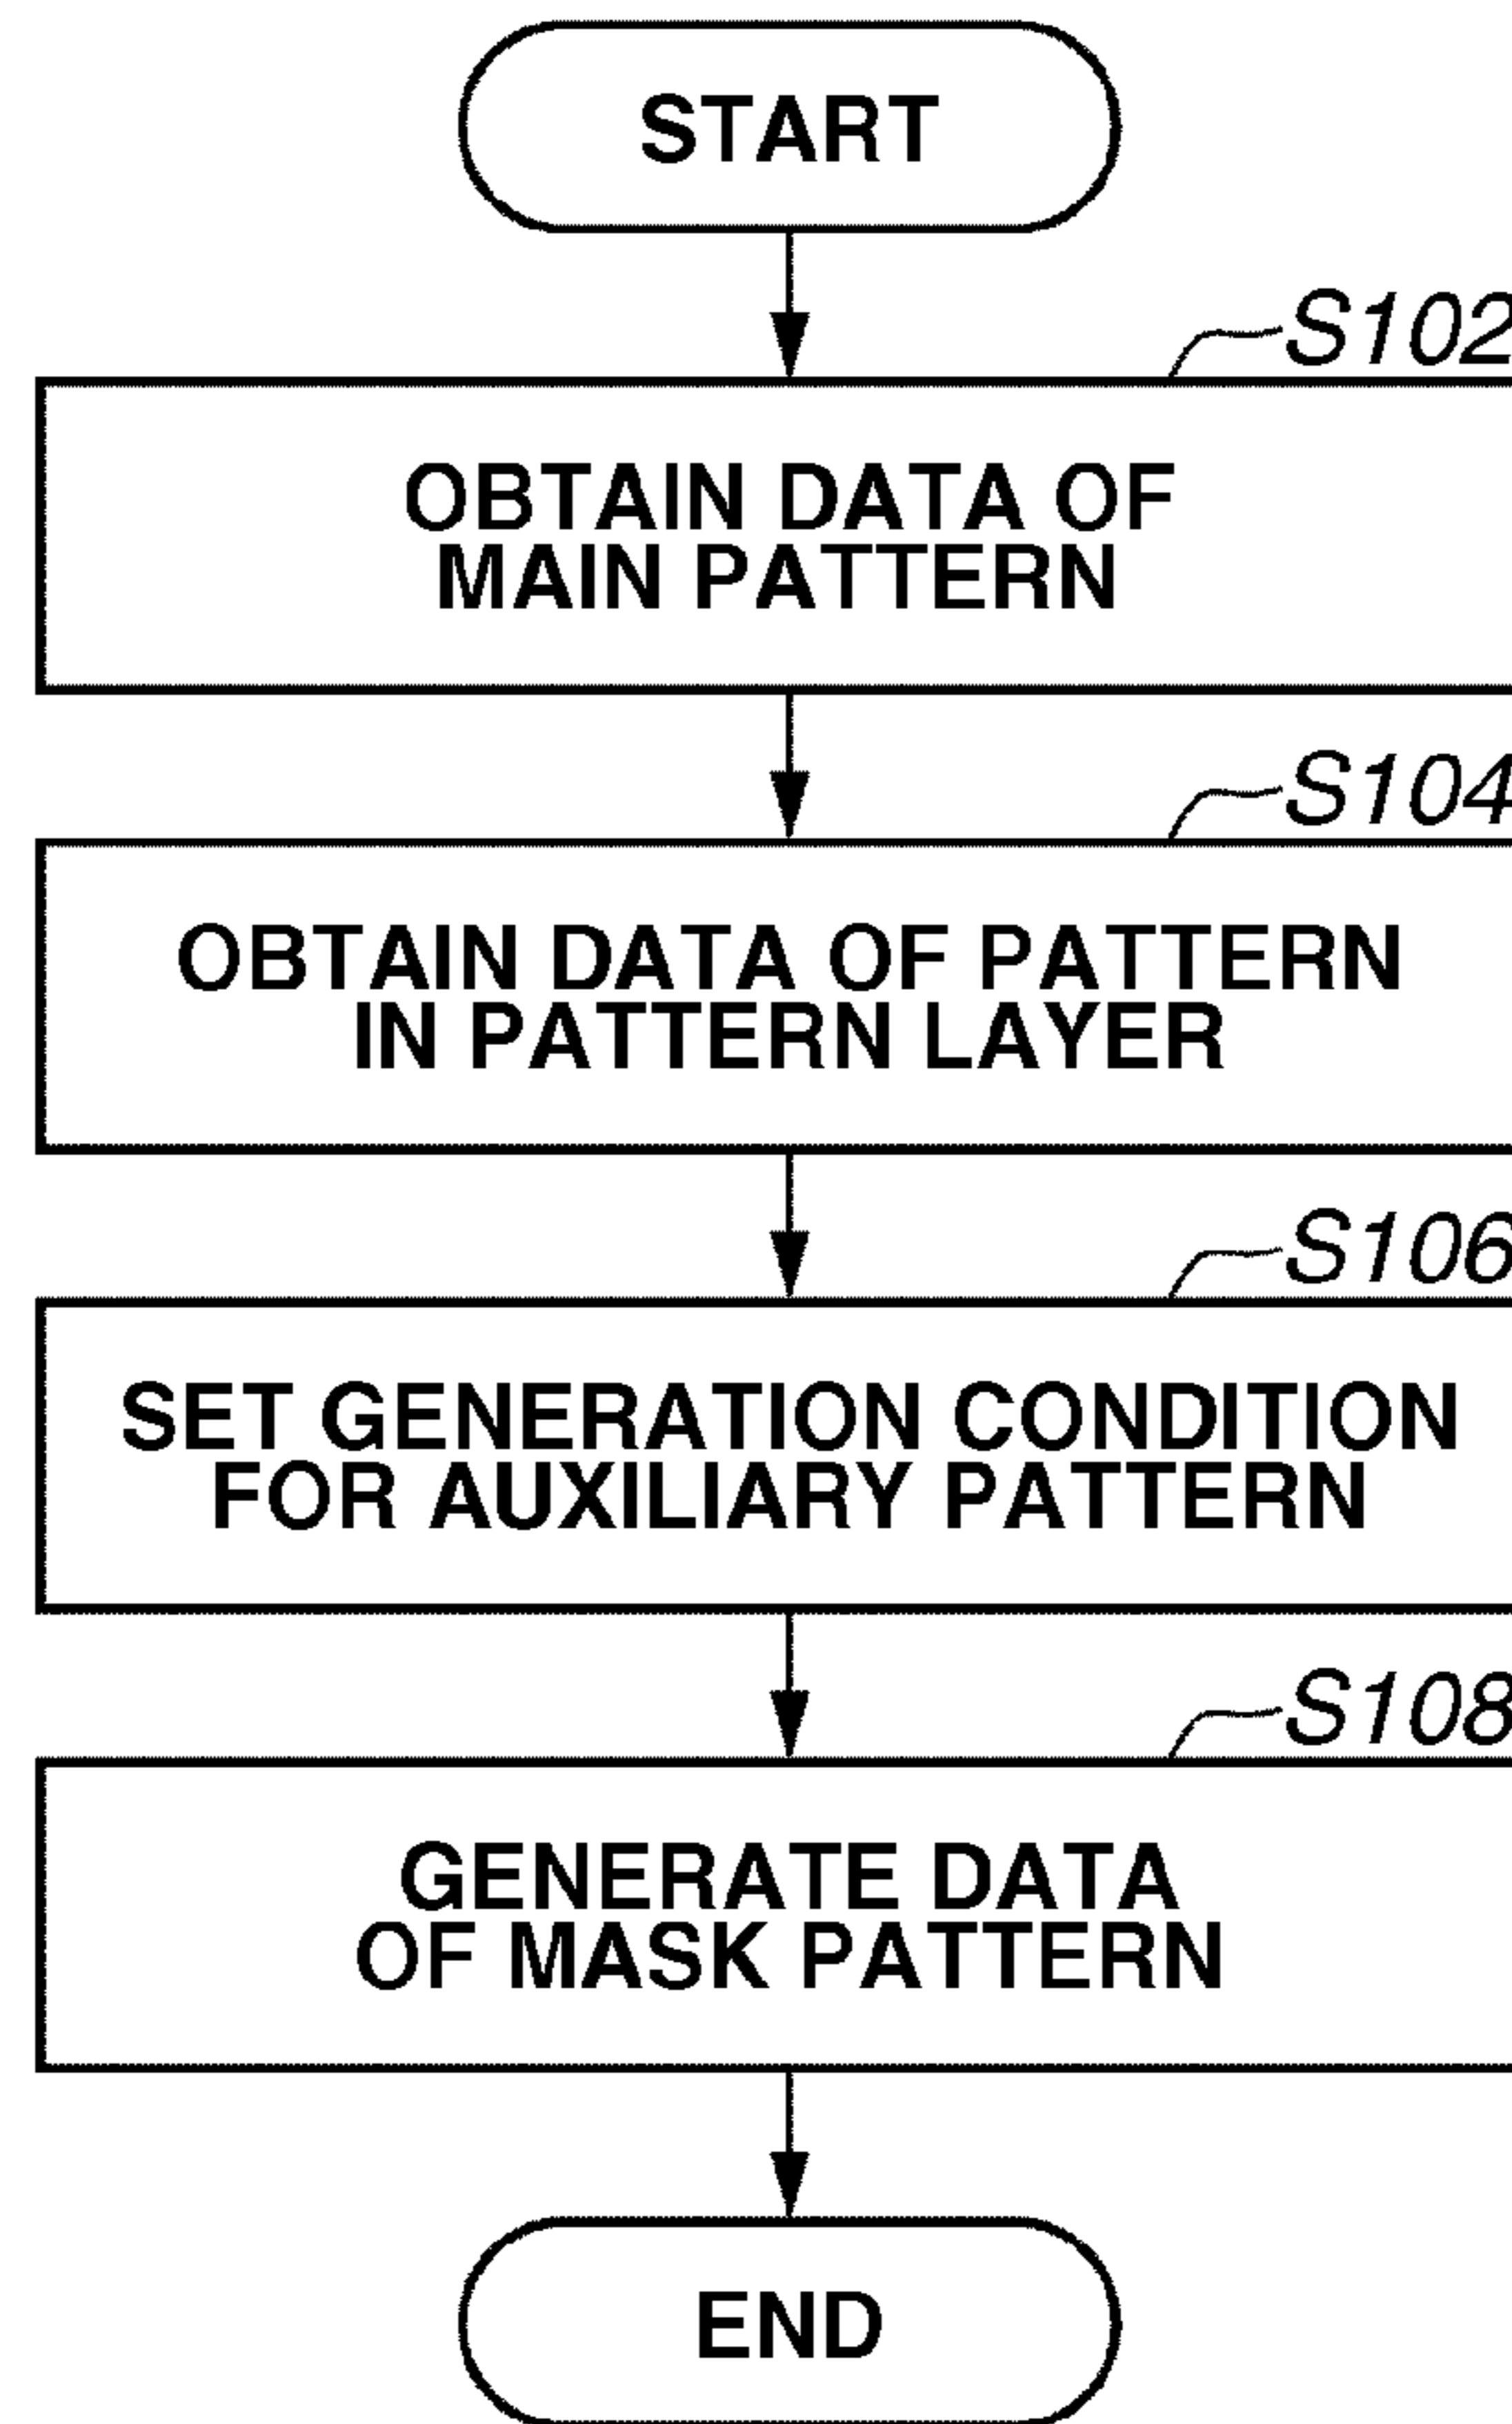 START
S102
OBTAIN DATA OF
MAIN PATTERN
S104
OBTAIN DATA OF PATTERN
IN PATTERN LAYER
S106
SET GENERATION CONDITION
FOR AUXILIARY PATTERN
S108
GENERATE DATA
OF MASK PATTERN
END